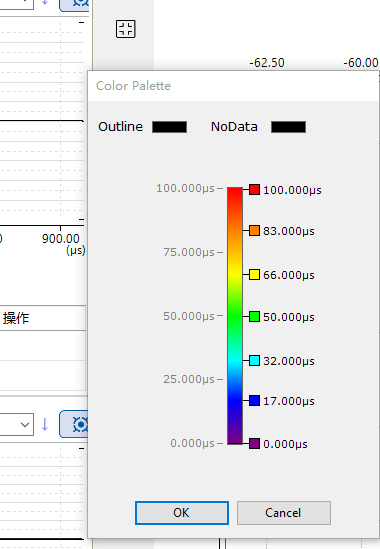 -62.50 -60.00
Color Palette
Outline NoData
100.000µs 100.000µs
83.000µs
75.000µs
66.000µs
50.000µs 50.000µs
32.000µs
25.000µs
17.000µs
0.000µs 0.000µs
OK Cancel
0 900.00
(µs)
操作